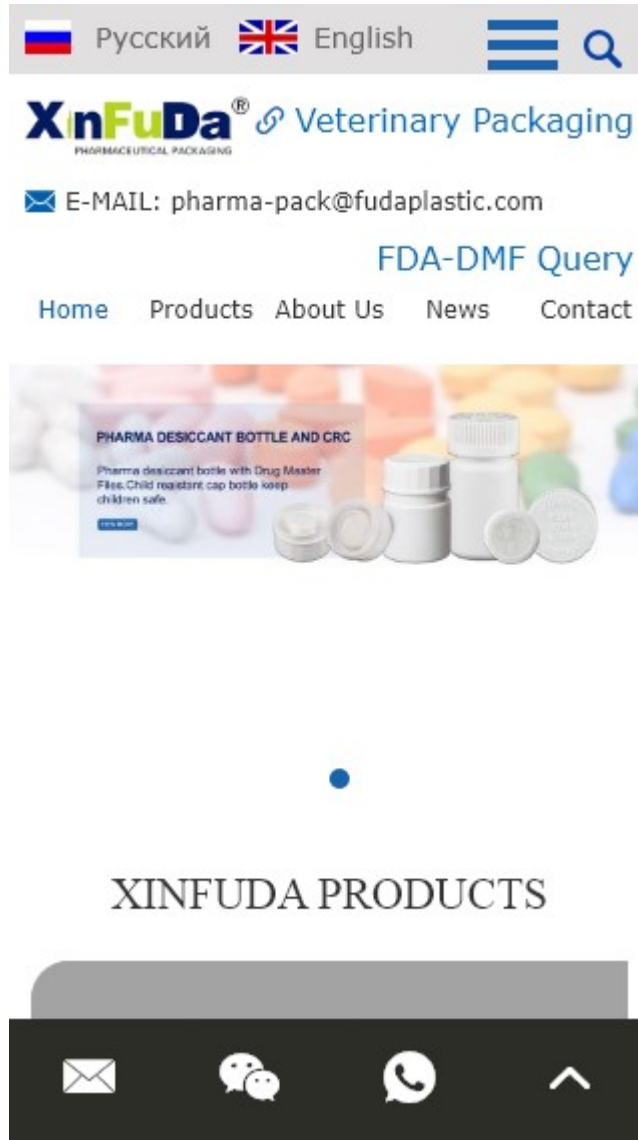 Русский English
XinFuDa®
PHARMACEUTICAL PACKAGING
Veterinary Packaging
E-MAIL: pharma-pack@fudaplastic.com
FDA-DMF Query
Home Products About Us News Contact
PHARMA DESICCANT BOTTLE AND CRC
Pharma desiccant bottle with Drug Master
Files.Child resistant cap bottle keep
children safe.
XINFUDA PRODUCTS